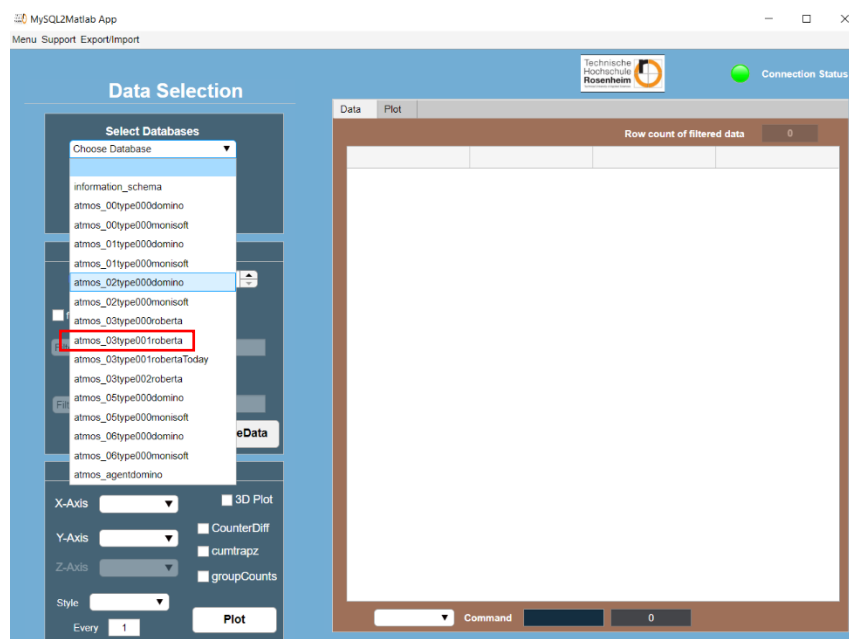 MySQL2Matlab App
Menu Support Export/Import
Data Selection
Technische
Hochschule
Rosenheim
Connection Status
Select Databases
Choose Database
information_schema
atmos_00type000domino
atmos_00type000monisoft
atmos_01type000domino
atmos_01type000monisoft
atmos_02type000domino
atmos_02type000monisoft
atmos_03type000roberta
atmos_03type001roberta
atmos_03type001robertaToday
atmos_03type002roberta
atmos_05type000domino
atmos_05type000monisoft
atmos_06type000domino
atmos_06type000monisoft
atmos_agentdomino
eData
X-Axis
3D Plot
CounterDiff
Y-Axis
cumtrapz
Z-Axis
groupCounts
Style
Every 1
Plot
Data Plot
Row count of filtered data 0
Command 0